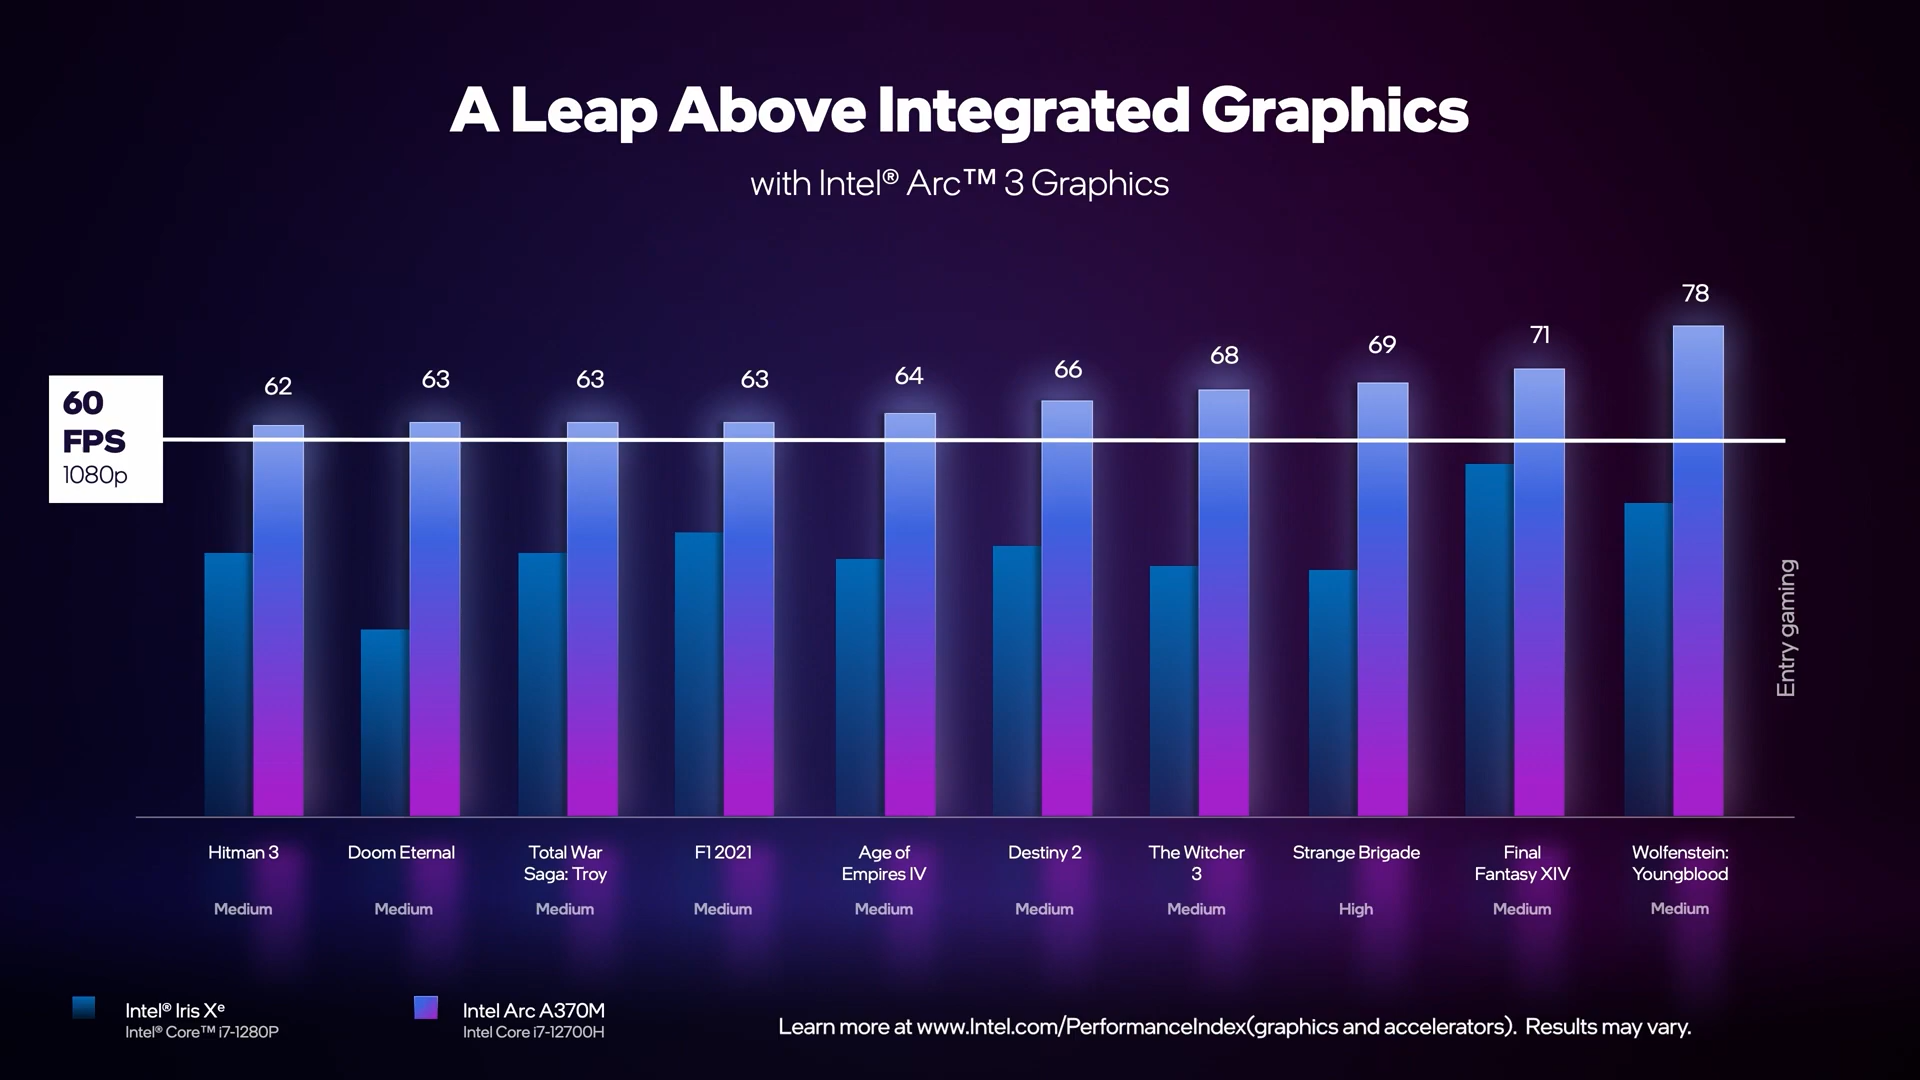 A Leap Above Integrated Graphics
with Intel® Arc™ 3 Graphics
60
FPS
1080p
62
63
63
63
64
66
68
69
71
78
Entry gaming
Hitman 3
Medium
Doom Eternal
Medium
Total War
Saga: Troy
Medium
F1 2021
Medium
Age of
Empires IV
Medium
Destiny 2
Medium
The Witcher
3
Medium
Strange Brigade
High
Final
Fantasy XIV
Medium
Wolfenstein:
Youngblood
Medium
Intel® Iris Xᵉ
Intel® Core™ i7-1280P
Intel Arc A370M
Intel Core i7-12700H
Learn more at www.Intel.com/PerformanceIndex(graphics and accelerators). Results may vary.